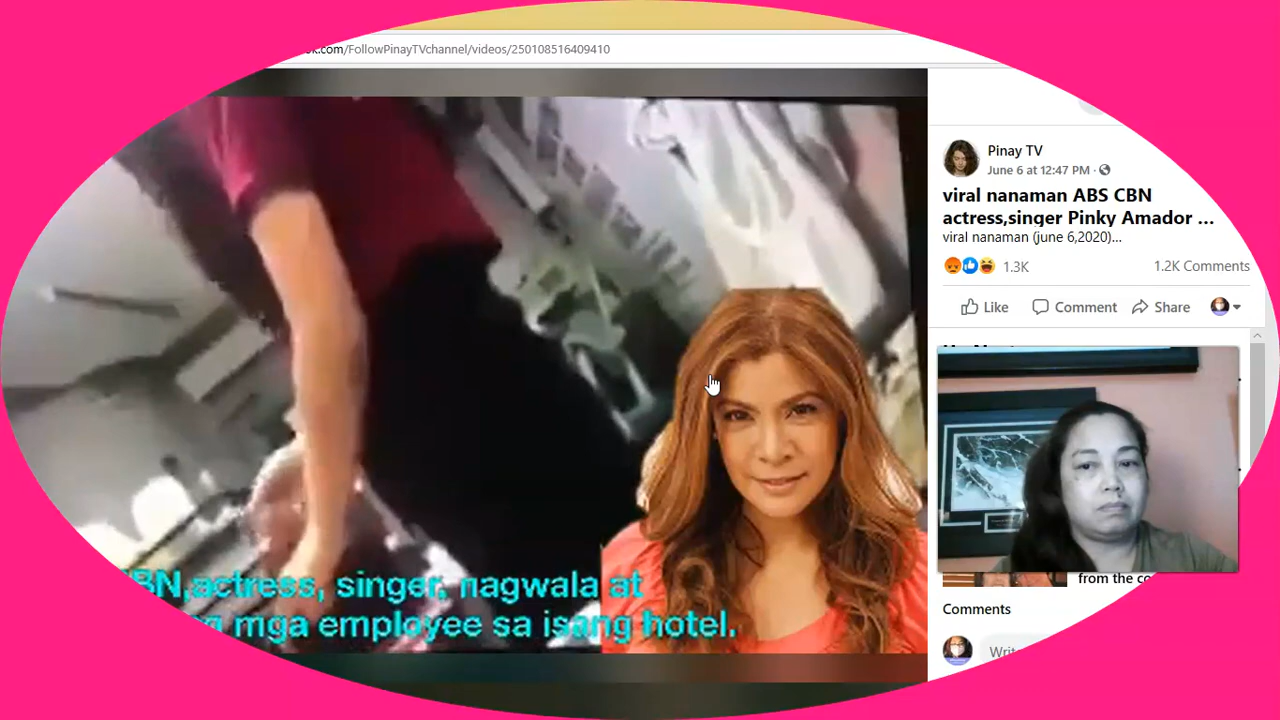 k.com/FollowPinayTVchannel/videos/250108516409410
Pinay TV
June 6 at 12:47 PM ·
viral nanaman ABS CBN
actress,singer Pinky Amador ...
viral nanaman (june 6,2020)...
1.3K
1.2K Comments
Like
Comment
Share
BN,actress, singer, nagwala at
mga employee sa isang hotel.
from the co
Comments
Writ